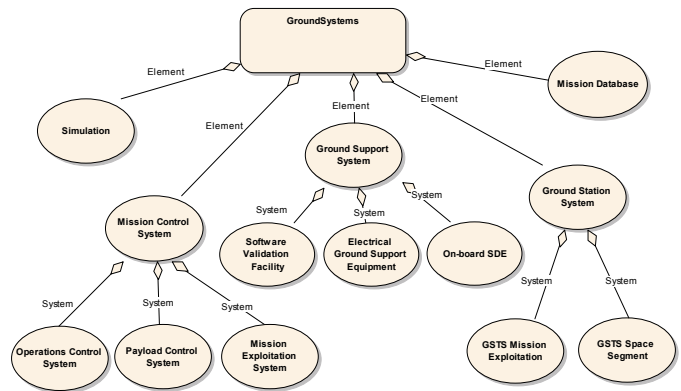 GroundSystems
Element
Element
Element
Element
Element
Mission Database
Simulation
Ground Support
System
Ground Station
System
Mission Control
System
System
System
System
Software
Validation
Facility
Electrical
Ground Support
Equipment
On-board SDE
System
System
System
System
System
Operations Control
System
Payload Control
System
Mission
Exploitation
System
GSTS Mission
Exploitation
GSTS Space
Segment